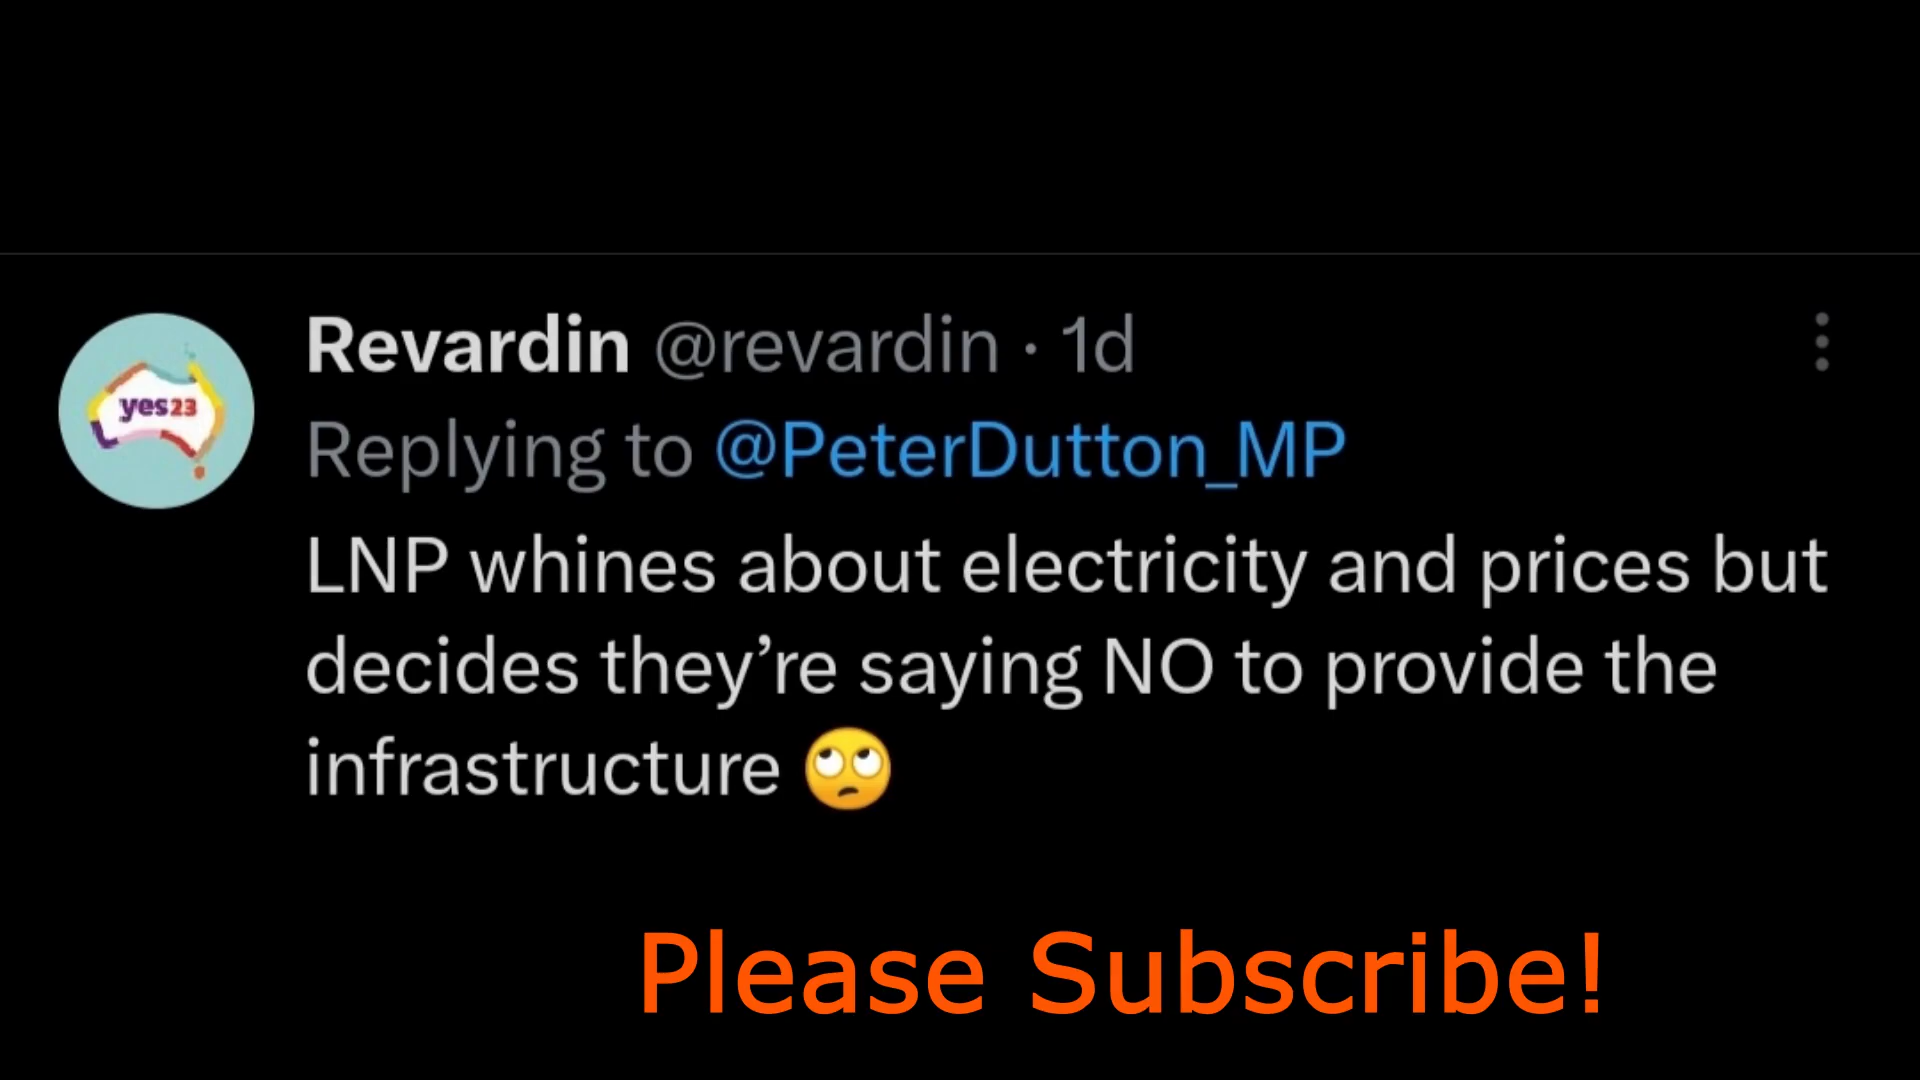 Revardin @revardin · 1d
yes23
Replying to @PeterDutton_MP
LNP whines about electricity and prices but
decides they’re saying NO to provide the
infrastructure 🙄
Please Subscribe!